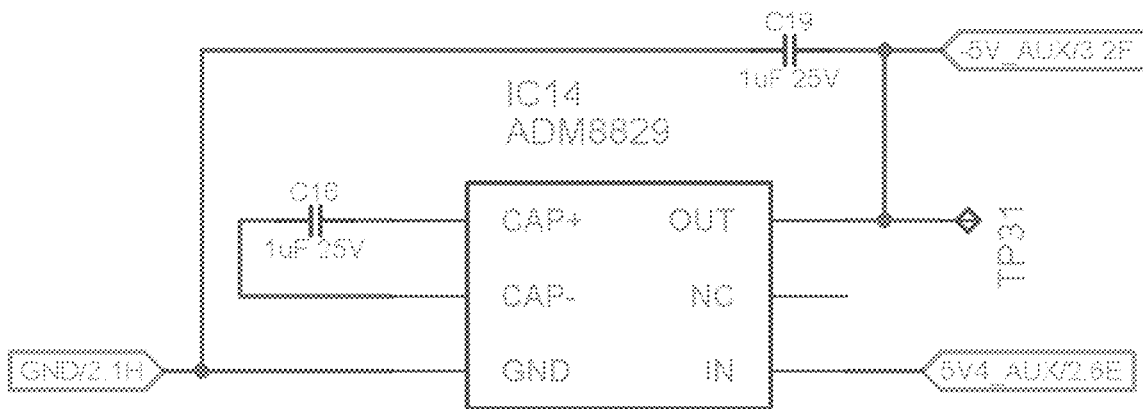 C19
1uF 25V
-5V_AUX/3.2F
IC14
ADM8829
C16
1uF 25V
CAP+
OUT
TP31
CAP-
NC
GND/2.1H
GND
IN
5V4_AUX/2.6E